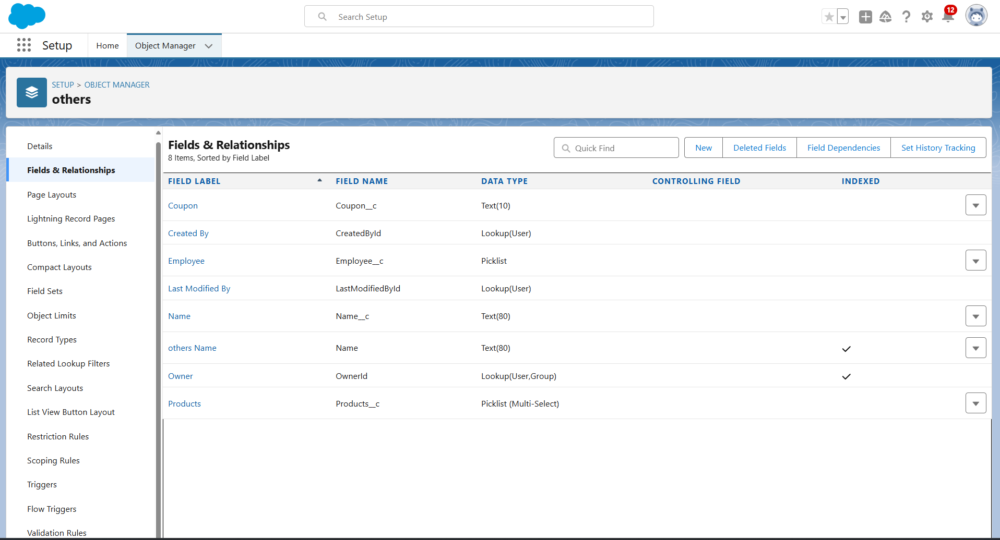 Search Setup
12
Setup
Home
Object Manager
SETUP > OBJECT MANAGER
others
Details
Fields & Relationships
Page Layouts
Lightning Record Pages
Buttons, Links, and Actions
Compact Layouts
Field Sets
Object Limits
Record Types
Related Lookup Filters
Search Layouts
List View Button Layout
Restriction Rules
Scoping Rules
Triggers
Flow Triggers
Validation Rules
Fields & Relationships
8 Items, Sorted by Field Label
Quick Find
New
Deleted Fields
Field Dependencies
Set History Tracking
FIELD LABEL FIELD NAME DATA TYPE CONTROLLING FIELD INDEXED
Coupon Coupon__c Text(10)
Created By CreatedById Lookup(User)
Employee Employee__c Picklist
Last Modified By LastModifiedById Lookup(User)
Name Name__c Text(80)
others Name Name Text(80)
Owner OwnerId Lookup(User,Group)
Products Products__c Picklist (Multi-Select)